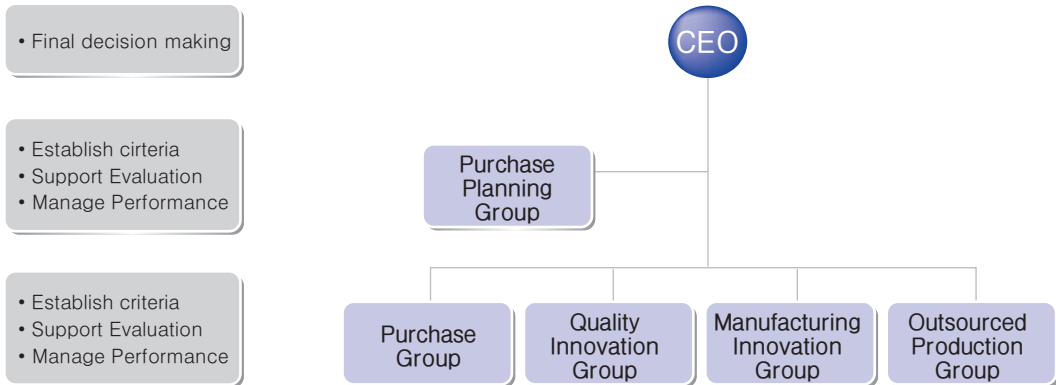 • Final decision making
CEO
• Establish cirteria
• Support Evaluation
• Manage Performance
Purchase
Planning
Group
• Establish criteria
• Support Evaluation
• Manage Performance
Purchase
Group
Quality
Innovation
Group
Manufacturing
Innovation
Group
Outsourced
Production
Group